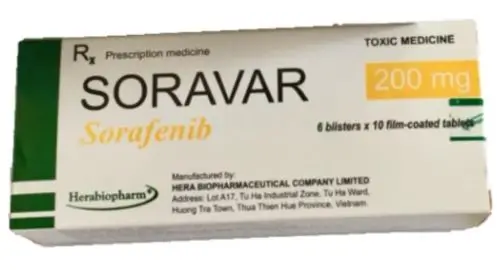 Rx Prescription medicine
TOXIC MEDICINE
SORAVAR
200 mg
Sorafenib
6 blisters x 10 film-coated tablets
Manufactured by:
HERA BIOPHARMACEUTICAL COMPANY LIMITED
Address: Lot A17, Tu Ha Industrial Zone, Tu Ha Ward,
Huong Tra Town, Thua Thien Hue Province, Vietnam.
Herabiopharm